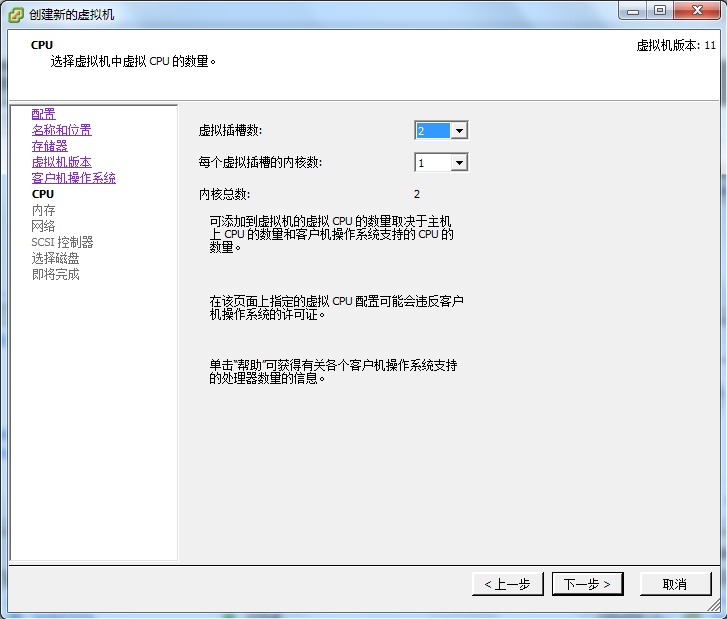 创建新的虚拟机
CPU
选择虚拟机中虚拟 CPU 的数量。
虚拟机版本: 11
配置
名称和位置
存储器
虚拟机版本
客户机操作系统
CPU
内存
网络
SCSI 控制器
选择磁盘
即将完成
虚拟插槽数: 2
每个虚拟插槽的内核数: 1
内核总数: 2
可添加到虚拟机的虚拟 CPU 的数量取决于主机
上 CPU 的数量和客户机操作系统支持的 CPU 的
数量。
在该页面上指定的虚拟 CPU 配置可能会违反客户
机操作系统的许可证。
单击“帮助”可获得有关各个客户机操作系统支持
的处理器数量的信息。
< 上一步 下一步 > 取消